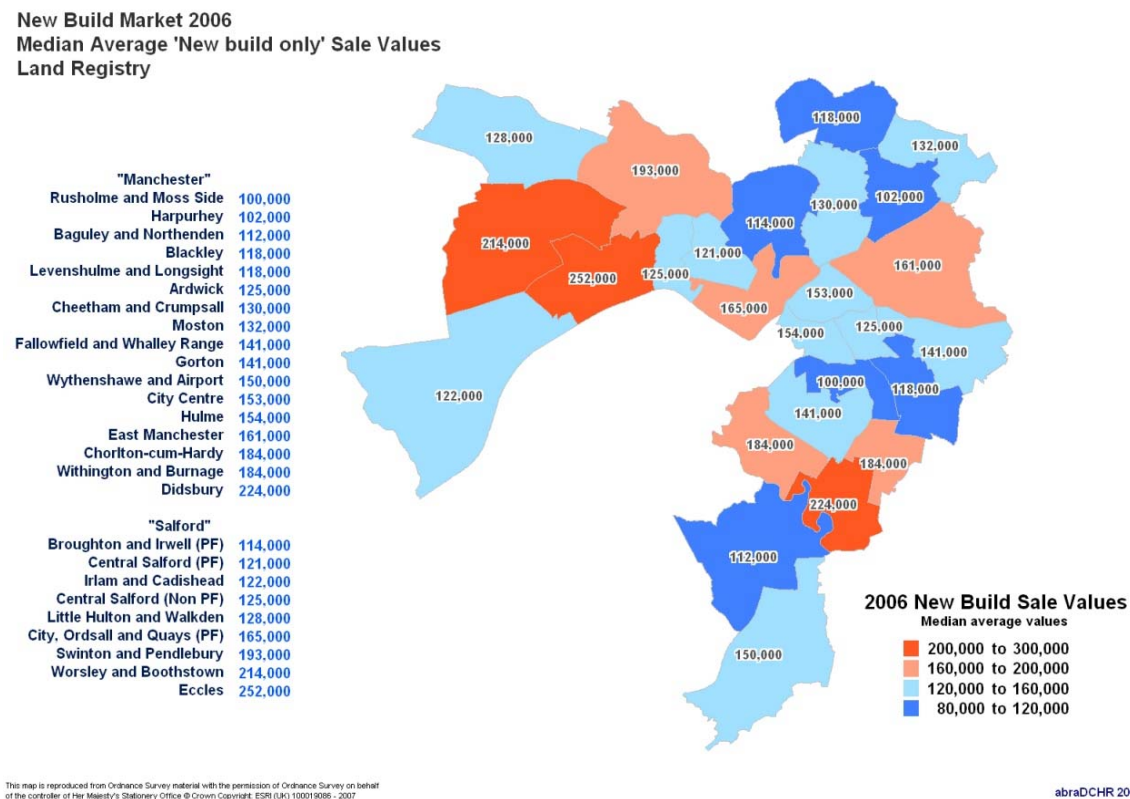 New Build Market 2006
Median Average 'New build only' Sale Values
Land Registry
"Manchester"
Rusholme and Moss Side 100,000
Harpurhey 102,000
Baguley and Northenden 112,000
Blackley 118,000
Levenshulme and Longsight 118,000
Ardwick 125,000
Cheetham and Crumpsall 130,000
Moston 132,000
Fallowfield and Whalley Range 141,000
Gorton 141,000
Wythenshawe and Airport 150,000
City Centre 153,000
Hulme 154,000
East Manchester 161,000
Chorlton-cum-Hardy 184,000
Withington and Burnage 184,000
Didsbury 224,000
"Salford"
Broughton and Irwell (PF) 114,000
Central Salford (PF) 121,000
Irlam and Cadishead 122,000
Central Salford (Non PF) 125,000
Little Hulton and Walkden 128,000
City, Ordsall and Quays (PF) 165,000
Swinton and Pendlebury 193,000
Worsley and Boothstown 214,000
Eccles 252,000
118,000
128,000
132,000
193,000
102,000
130,000
114,000
214,000
121,000
161,000
125,000
252,000
153,000
165,000
125,000
154,000
141,000
100,000
118,000
122,000
141,000
184,000
184,000
224,000
112,000
150,000
2006 New Build Sale Values
Median average values
200,000 to 300,000
160,000 to 200,000
120,000 to 160,000
80,000 to 120,000
This map is reproduced from Ordnance Survey material with the permission of Ordnance Survey on behalf
of the controller of Her Majesty's Stationery Office © Crown Copyright: ESRI (UK) 100019086 - 2007
abraDCHR 20